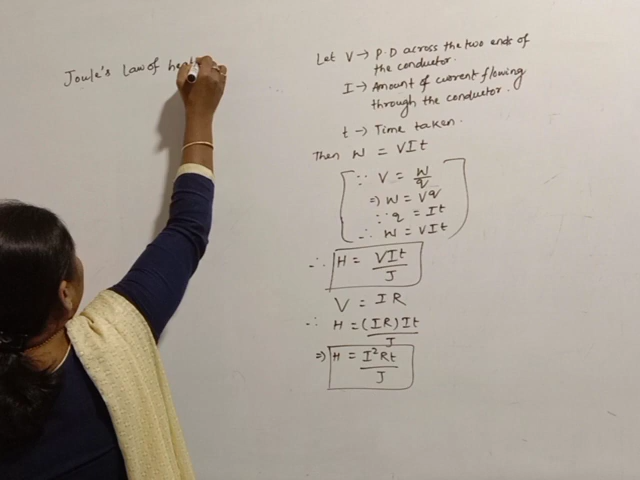 Joule's Law of heat
Let V → P.D across the two ends of
the conductor.
I → Amount of current flowing
through the conductor.
t → Time taken.
Then W = VIt
∵ V = W/q
⇒ W = Vq
∵ q = It
∴ W = VIt
∴ H = VIt/J
V = IR
∴ H = (IR)It/J
⇒ H = I²Rt/J